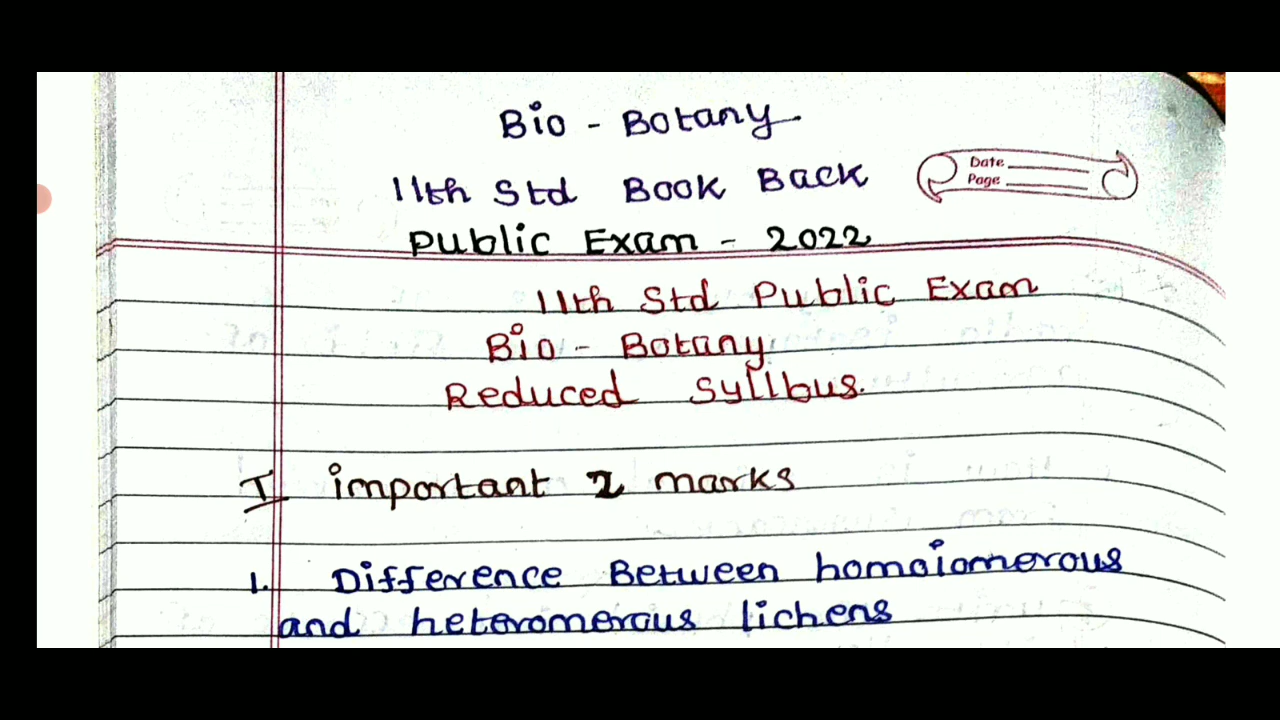 Bio - Botany.
11th Std Book Back
Date
Page
Public Exam - 2022
11th Std Public Exam
Bio - Botany
Reduced Syllbus.
I important 2 marks
1. Difference Between homoiomerous
and heteromerous lichens